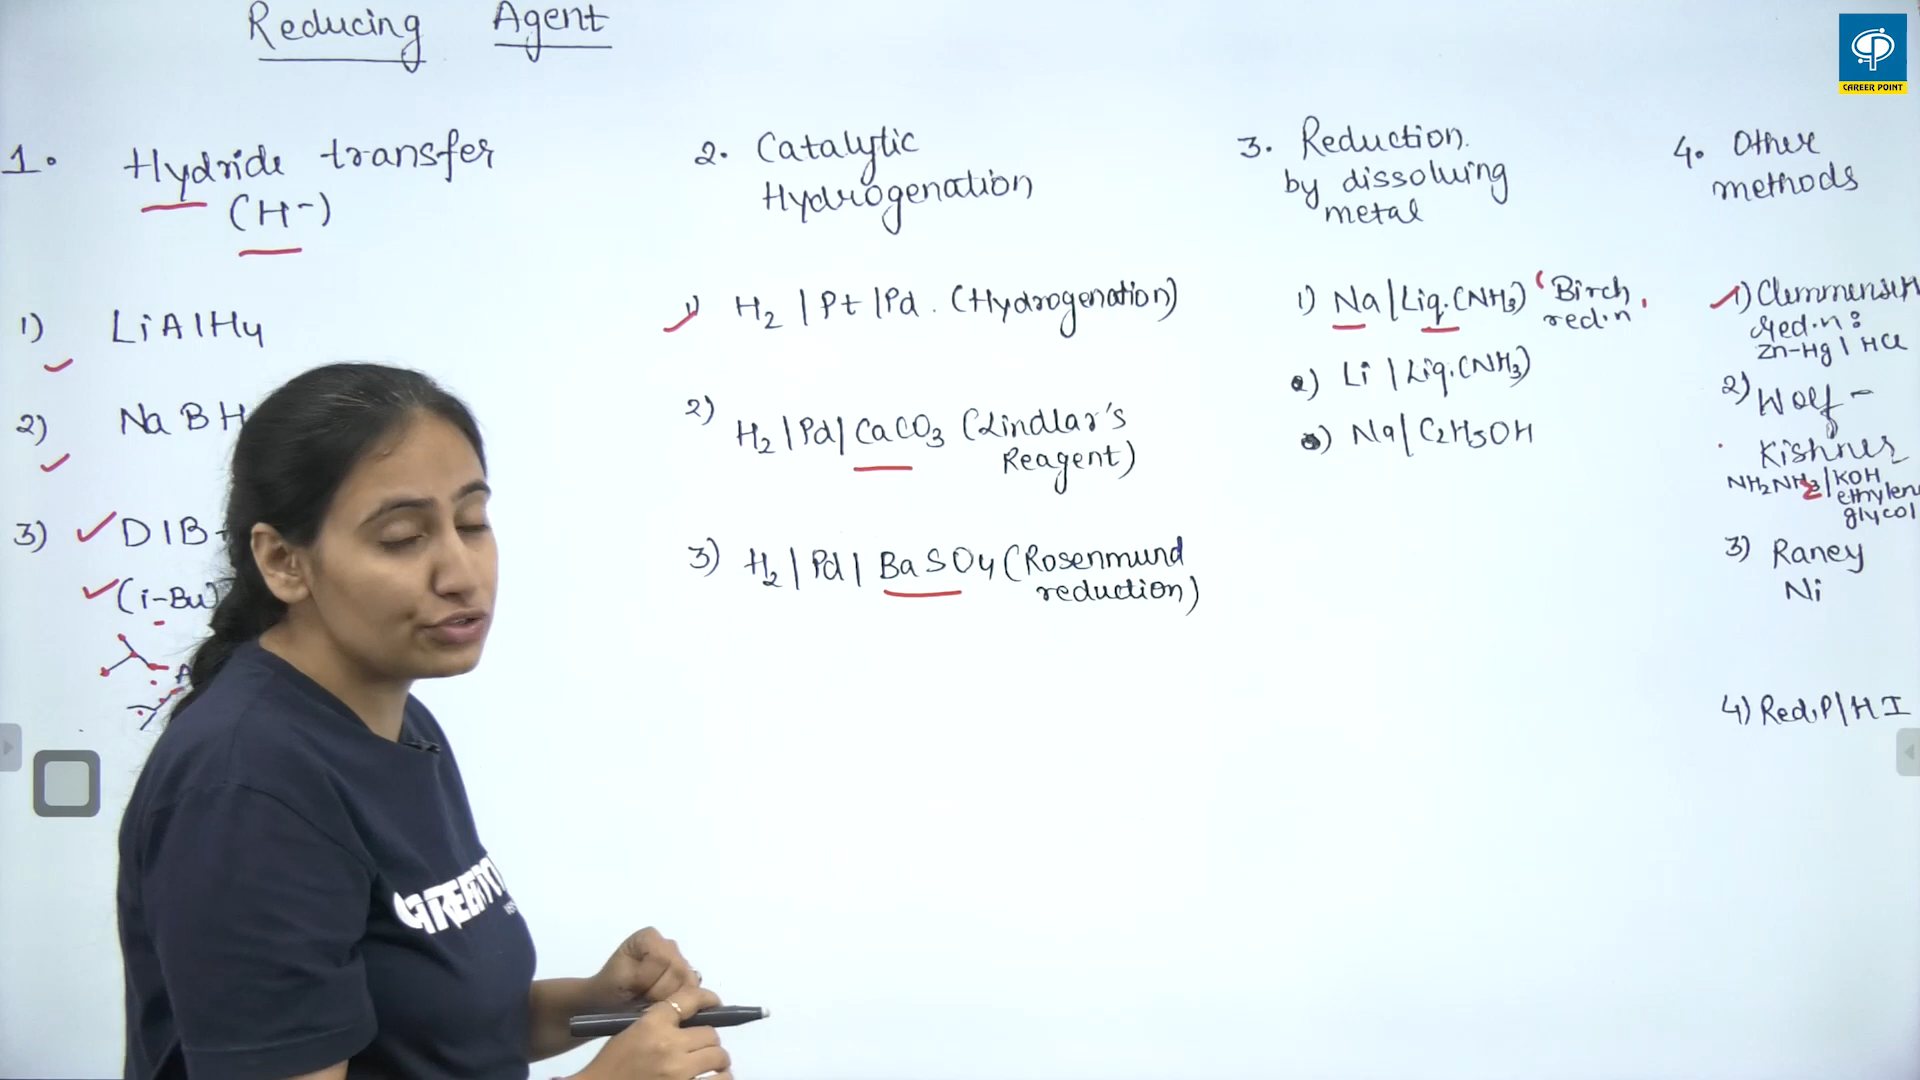 Reducing Agent
1. Hydride transfer
(H-)
1) LiAlH4
2) NaBH
3) DIB-
(i-Bu)
A
2. Catalytic
Hydrogenation
1) H2 | Pt | Pd. (Hydrogenation)
2) H2 | Pd | CaCO3 (Lindlar's
Reagent)
3) H2 | Pd | BaSO4 (Rosenmund
reduction)
3. Reduction.
by dissolving
metal
1) Na | Liq. (NH3) (Birch
red.n
2) Li | Liq. (NH3)
3) Na | C2H5OH
4. Other
methods
1) Clemmensen
red.n:
Zn-Hg | HCl
2) Wolf-
Kishner
NH2NH2 | KOH
ethylen
glycol
3) Raney
Ni
4) Red.P | HI
CAREER POINT